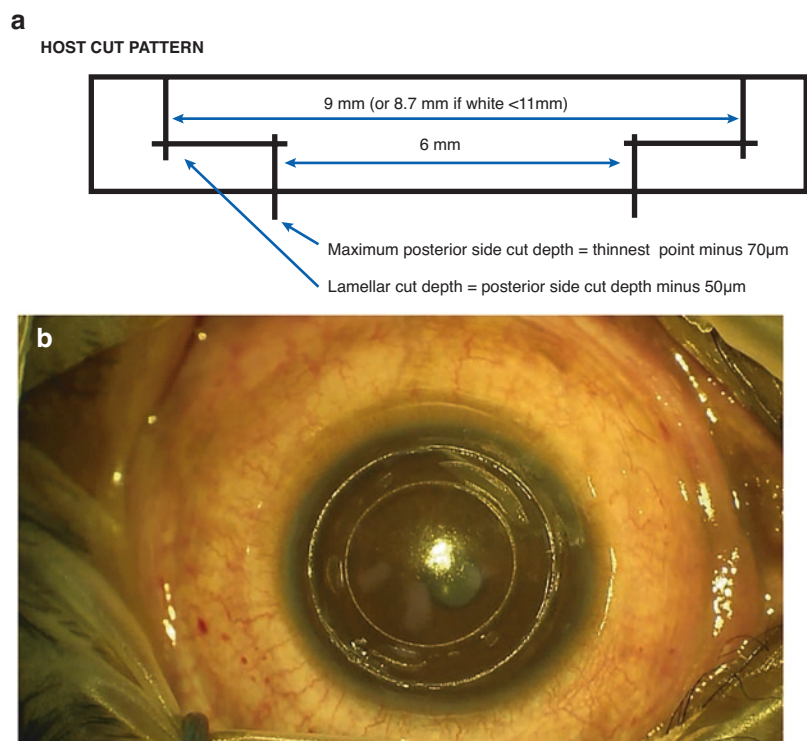 a
HOST CUT PATTERN
9 mm (or 8.7 mm if white <11mm)
6 mm
Maximum posterior side cut depth = thinnest point minus 70µm
Lamellar cut depth = posterior side cut depth minus 50µm
b